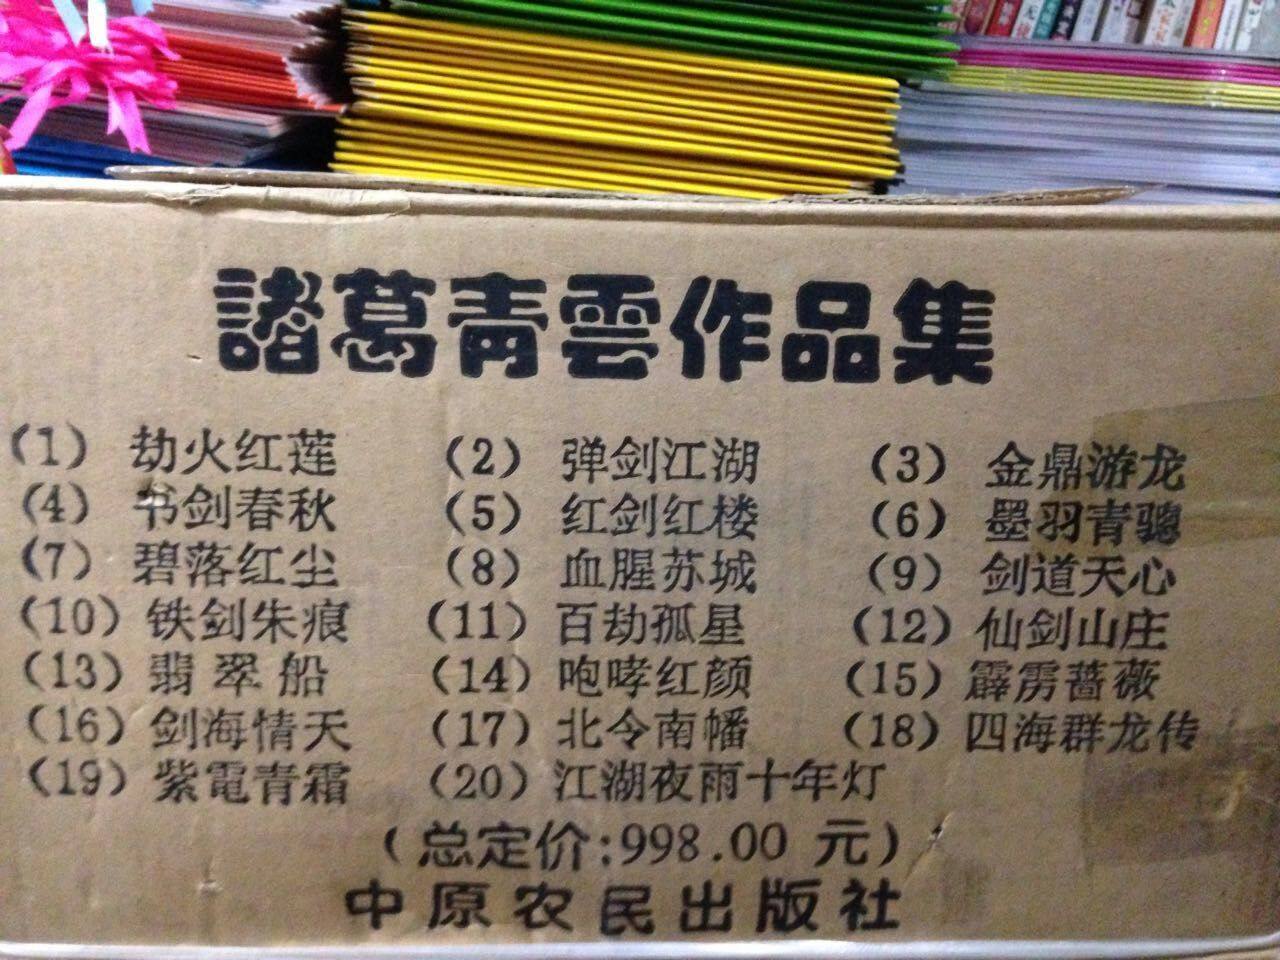 諸葛青雲作品集
(1) 劫火红莲 (2) 弹剑江湖 (3) 金鼎游龙
(4) 书剑春秋 (5) 红剑红楼 (6) 墨羽青骢
(7) 碧落红尘 (8) 血腥苏城 (9) 剑道天心
(10) 铁剑朱痕 (11) 百劫孤星 (12) 仙剑山庄
(13) 翡翠船 (14) 咆哮红颜 (15) 霹雳蔷薇
(16) 剑海情天 (17) 北令南幡 (18) 四海群龙传
(19) 紫電青霜 (20) 江湖夜雨十年灯
(总定价:998.00 元)
中原农民出版社